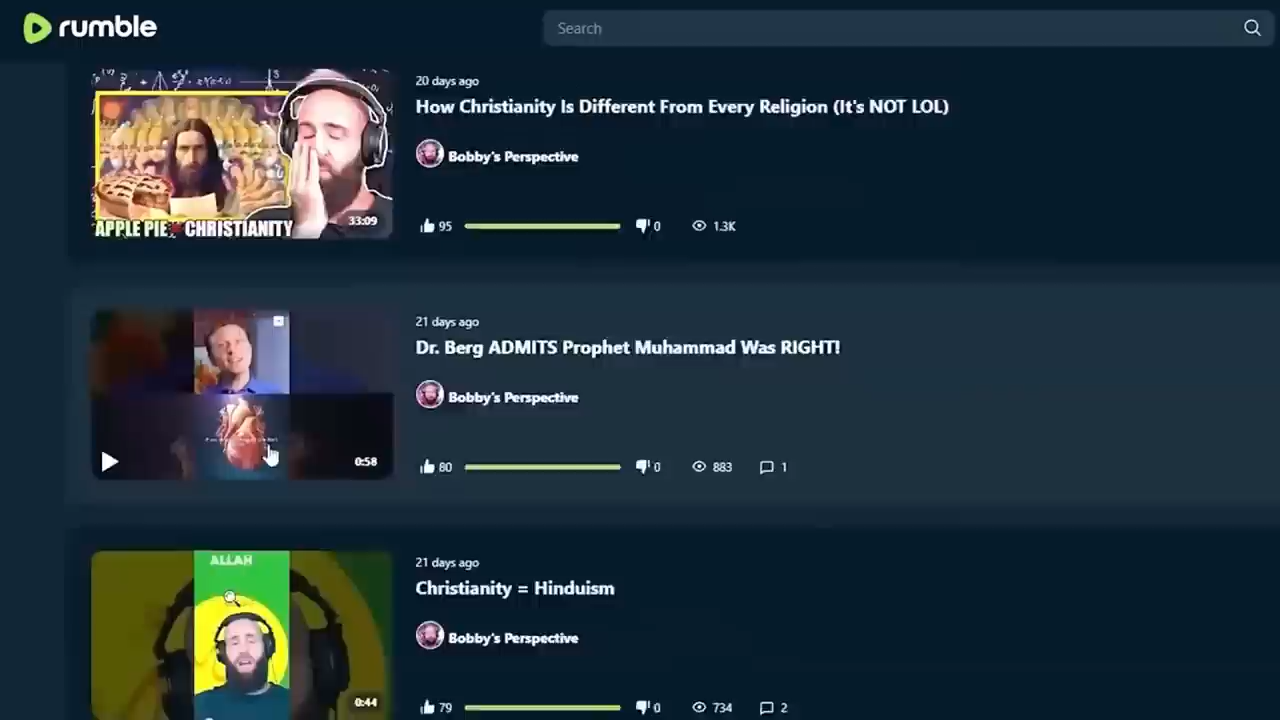 rumble
Search
20 days ago
How Christianity Is Different From Every Religion (It's NOT LOL)
Bobby's Perspective
APPLE PIE CHRISTIANITY
33:09
95
0
1.3K
21 days ago
Dr. Berg ADMITS Prophet Muhammad Was RIGHT!
Bobby's Perspective
0:58
80
0
883
1
21 days ago
Christianity = Hinduism
Bobby's Perspective
ALLAH
0:44
79
0
734
2